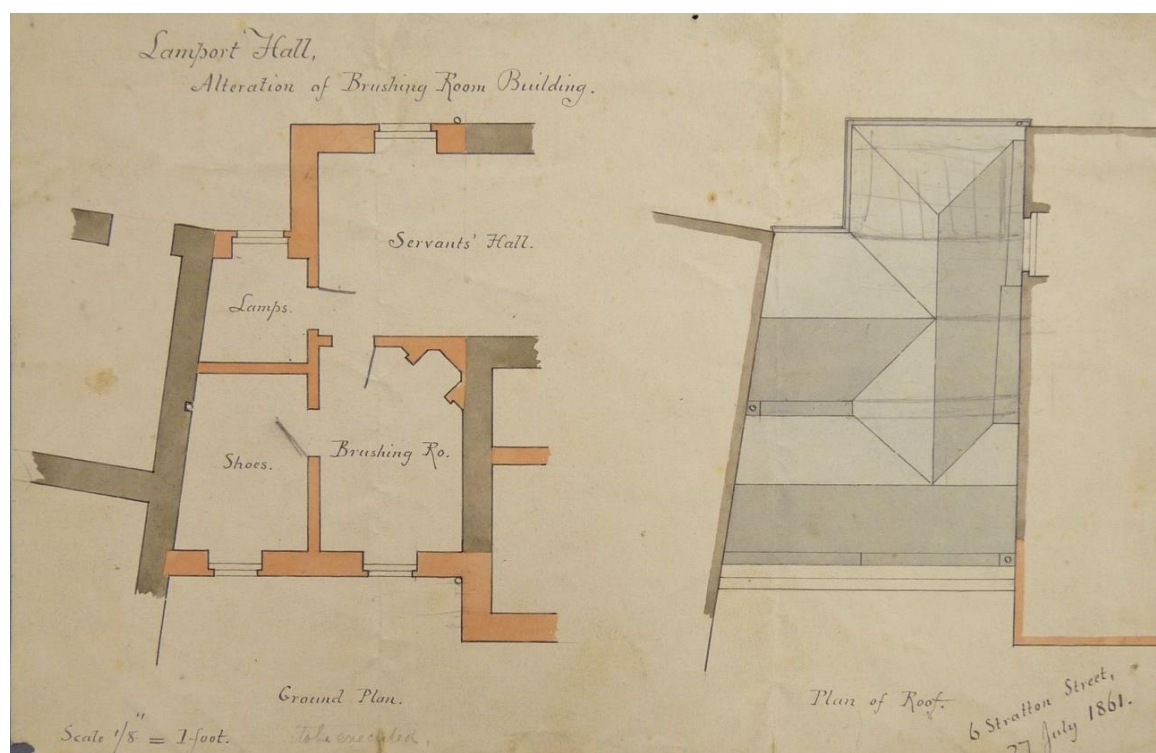 Lamport Hall,
Alteration of Brushing Room Building.
Servants' Hall.
Lamps.
Shoes.
Brushing Ro.
Ground Plan.
Plan of Roof.
Scale 1/8" = 1 foot.
to be executed.
6 Stratton Street,
27 July 1861.